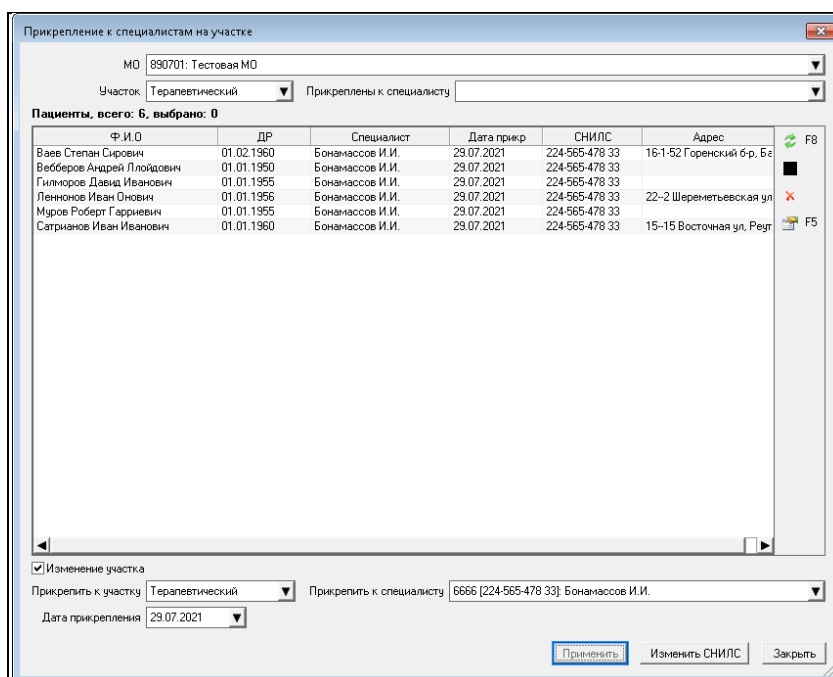 Прикрепление к специалистам на участке
МО 890701: Тестовая МО
Участок Терапевтический Прикреплены к специалисту
Пациенты, всего: 6, выбрано: 0
Ф.И.О ДР Специалист Дата прикр СНИЛС Адрес F8
Ваев Степан Сирович 01.02.1960 Бонамассов И.И. 29.07.2021 224-565-478 33 16-1-52 Горенский б-р, Ба
Вебберов Андрей Ллойдович 01.01.1950 Бонамассов И.И. 29.07.2021 224-565-478 33
Гилморов Давид Иванович 01.01.1955 Бонамассов И.И. 29.07.2021 224-565-478 33
Леннонов Иван Онович 01.01.1956 Бонамассов И.И. 29.07.2021 224-565-478 33 22--2 Шереметьевская ул
Муров Роберт Гарриевич 01.01.1955 Бонамассов И.И. 29.07.2021 224-565-478 33
Сатрианов Иван Иванович 01.01.1960 Бонамассов И.И. 29.07.2021 224-565-478 33 15--15 Восточная ул, Реут F5
Изменение участка
Прикрепить к участку Терапевтический Прикрепить к специалисту 6666 [224-565-478 33]: Бонамассов И.И.
Дата прикрепления 29.07.2021
Применить Изменить СНИЛС Закрыть